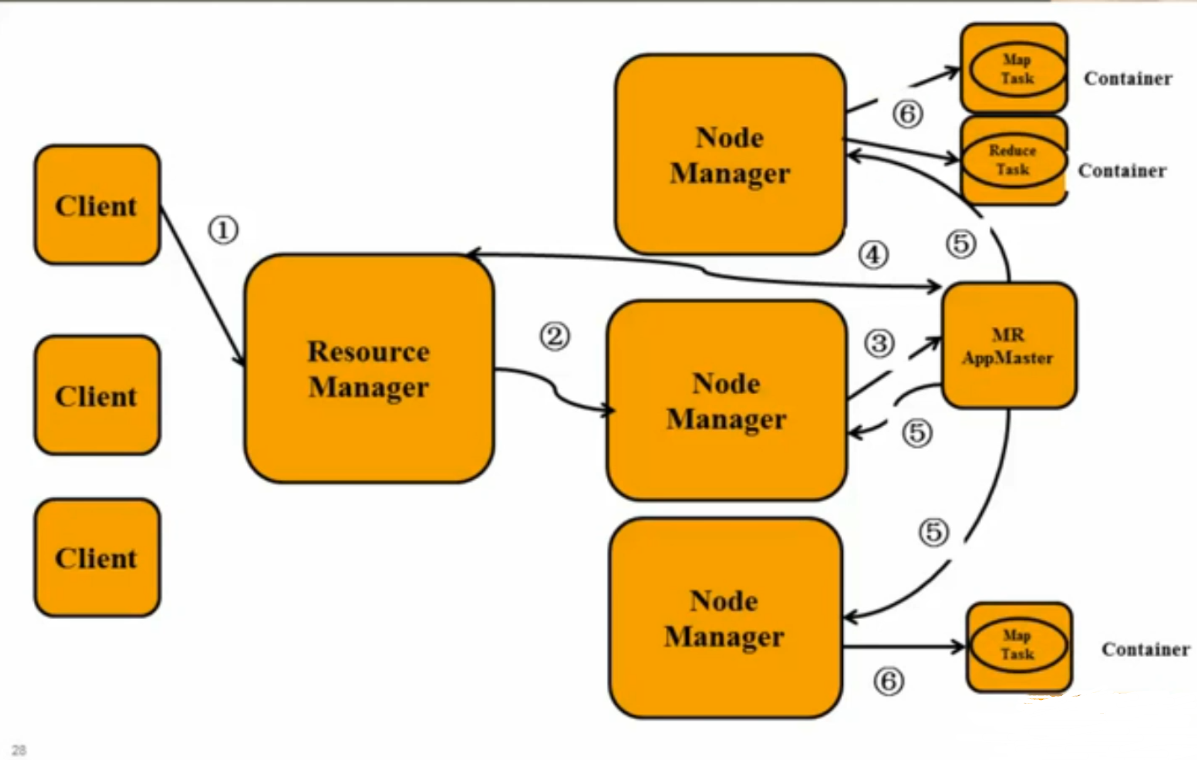 Client
①
Client
Client
Resource
Manager
②
Node
Manager
Node
Manager
Node
Manager
③
④
⑤
⑤
⑤
⑥
⑥
MR
AppMaster
Map
Task
Container
Reduce
Task
Container
Map
Task
Container
28